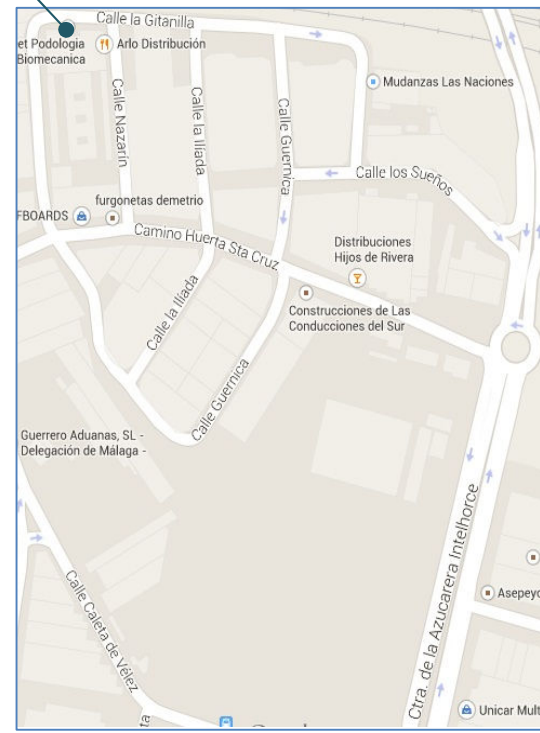 Calle la Gitanilla
et Podologia
Biomecanica
Arlo Distribución
Mudanzas Las Naciones
Calle Nazarín
Calle la Ilíada
Calle Guernica
Calle los Sueños
furgonetas demetrio
FBOARDS
Camino Huerta Sta Cruz
Distribuciones
Hijos de Rivera
Calle la Ilíada
Construcciones de Las
Conducciones del Sur
Calle Guernica
Guerrero Aduanas, SL -
Delegación de Málaga -
Ctra. de la Azucarera Intelhorce
Asepeyo
Calle Caleta de Vélez
Unicar Mult
ta